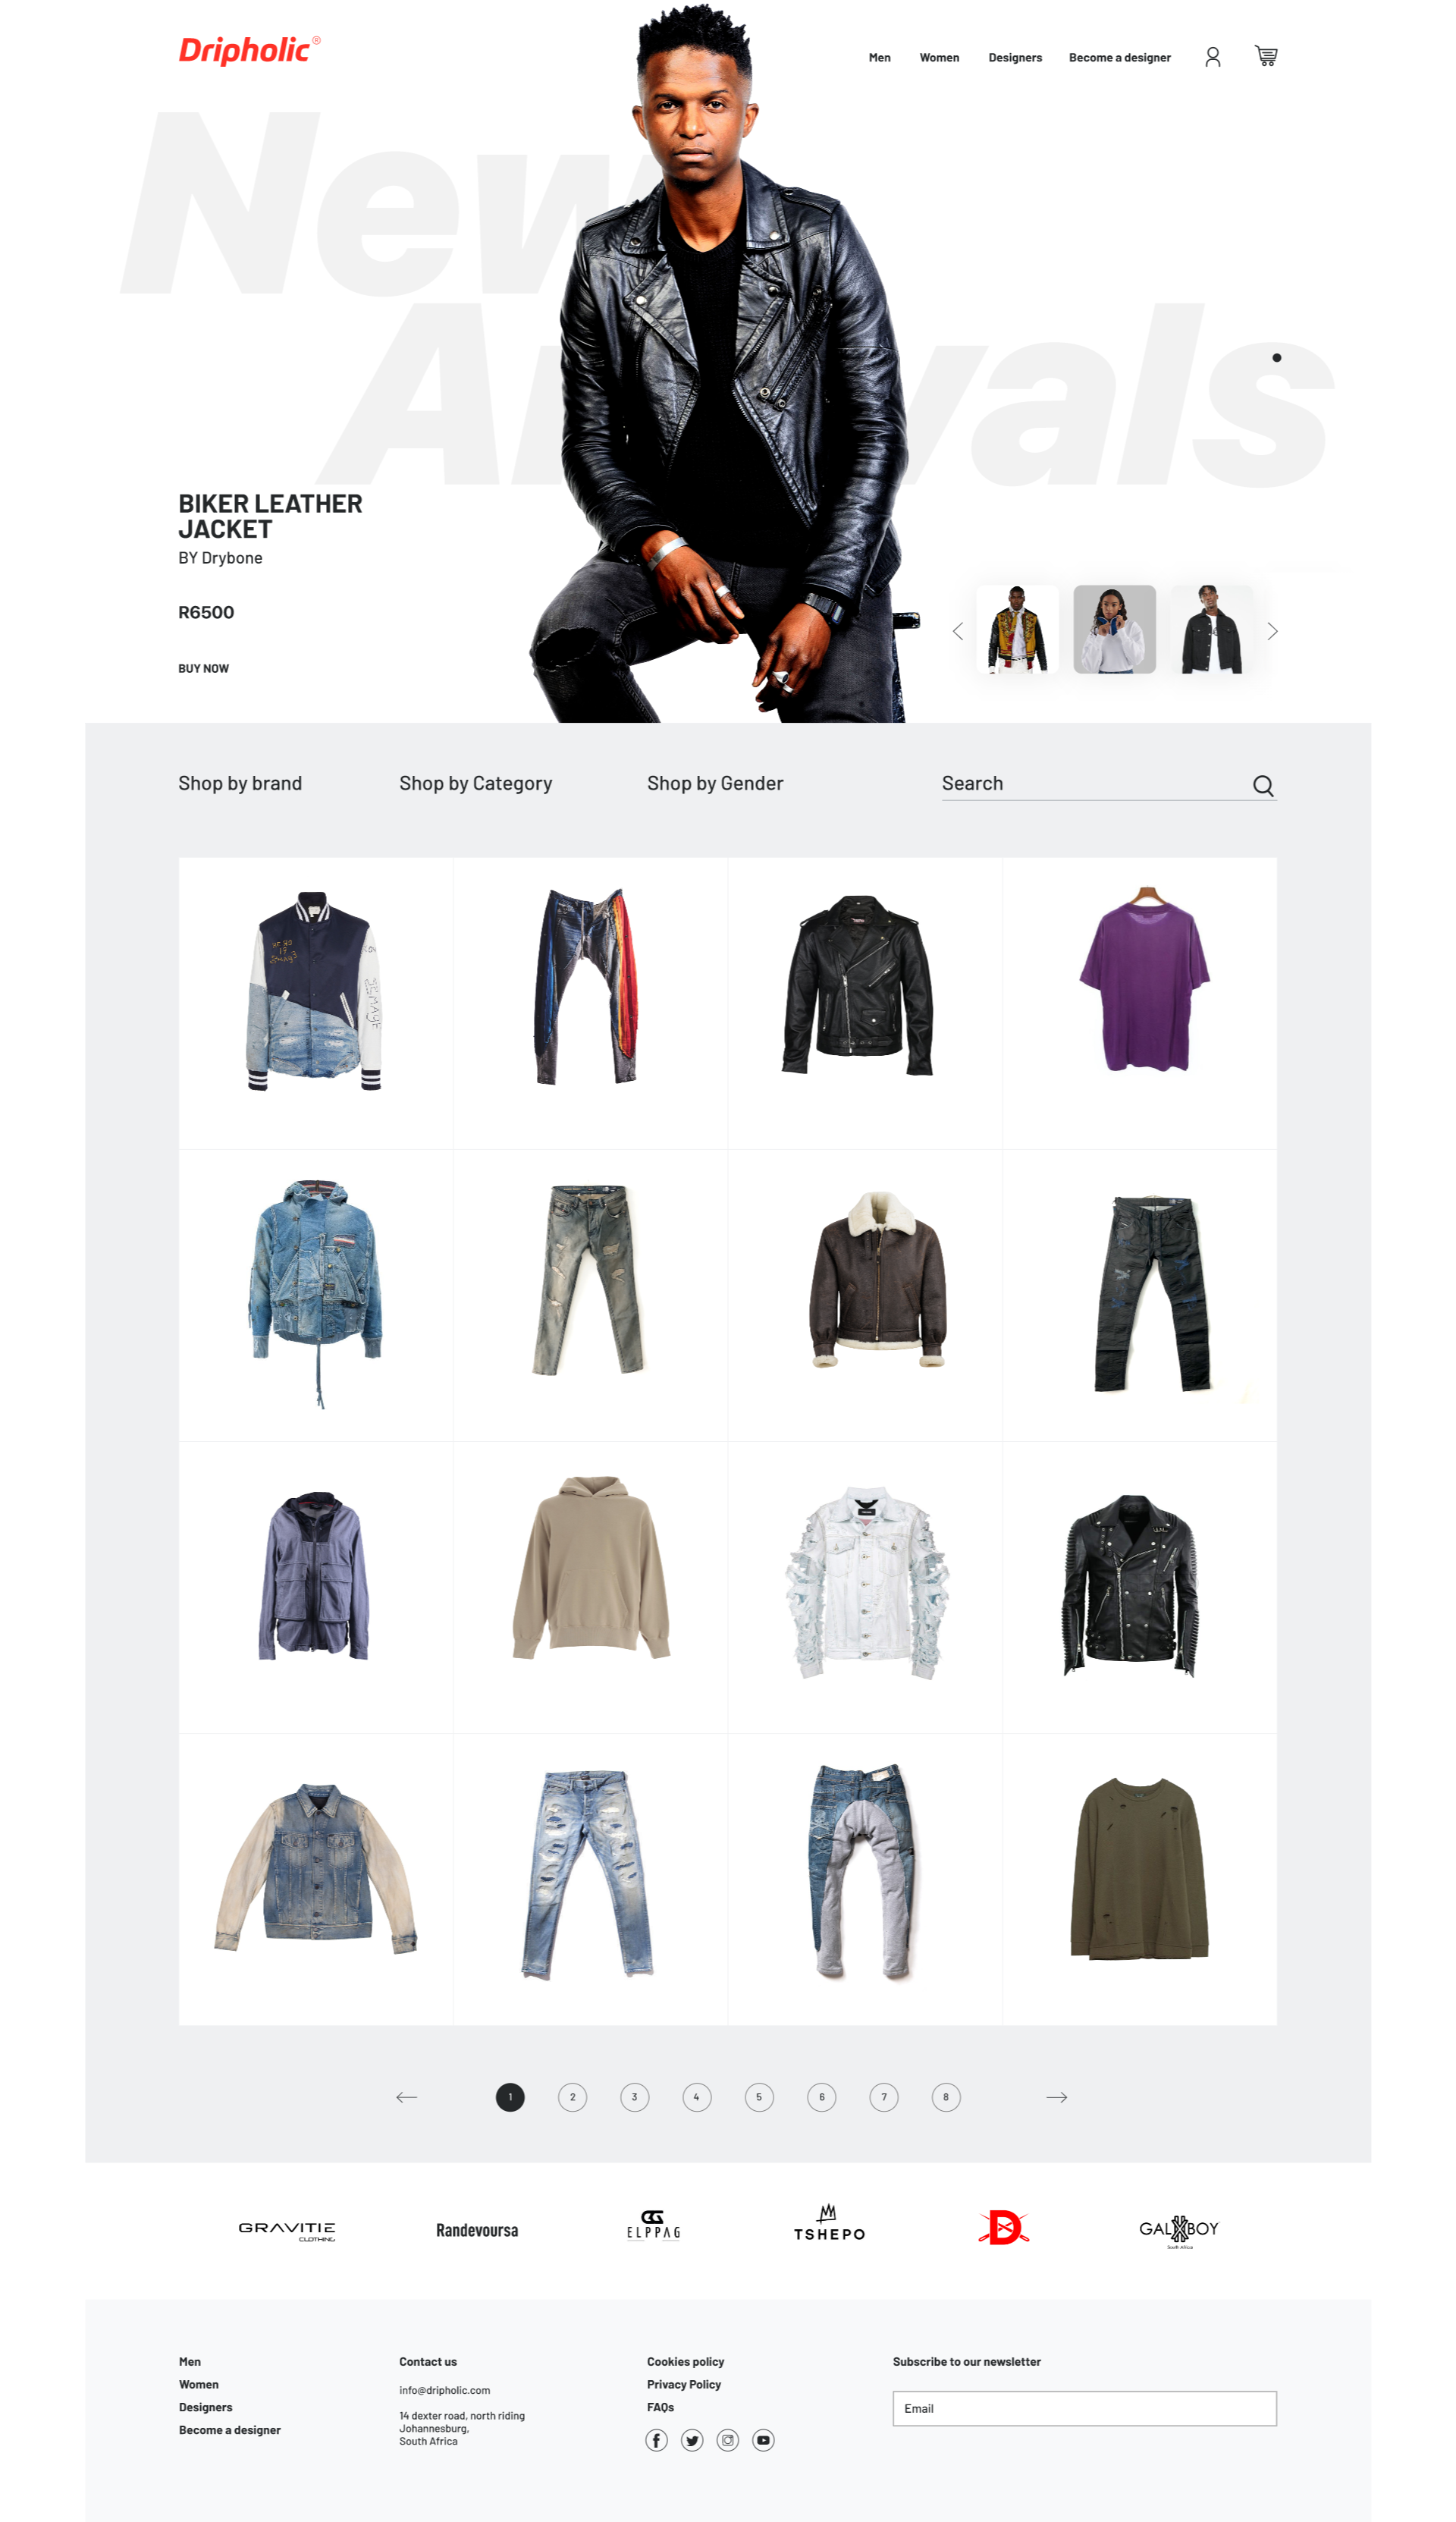 Dripholic®
Men
Women
Designers
Become a designer
New
Arrivals
BIKER LEATHER
JACKET
BY Drybone
R6500
BUY NOW
Shop by brand
Shop by Category
Shop by Gender
Search
1
2
3
4
5
6
7
8
GRAVITIE
CLOTHING
Randevoursa
ELPPAG
TSHEPO
D
GALXBOY
South Africa
Men
Women
Designers
Become a designer
Contact us
info@dripholic.com
14 dexter road, north riding
Johannesburg,
South Africa
Cookies policy
Privacy Policy
FAQs
Subscribe to our newsletter
Email